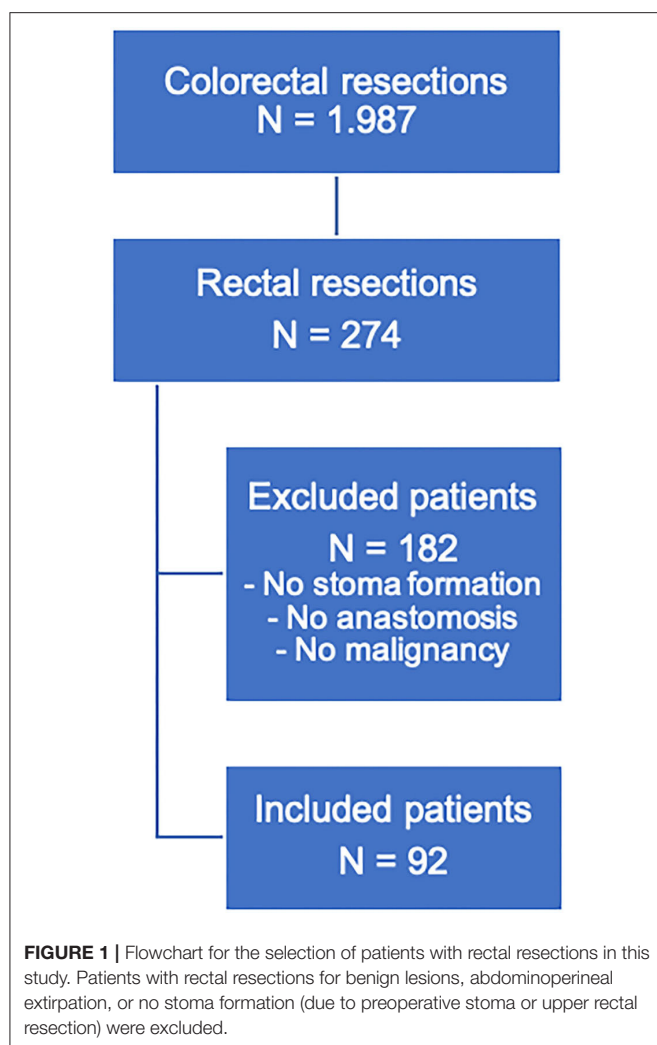 Colorectal resections
N = 1.987
Rectal resections
N = 274
Excluded patients
N = 182
- No stoma formation
- No anastomosis
- No malignancy
Included patients
N = 92
FIGURE 1 | Flowchart for the selection of patients with rectal resections in this
study. Patients with rectal resections for benign lesions, abdominoperineal
extirpation, or no stoma formation (due to preoperative stoma or upper rectal
resection) were excluded.